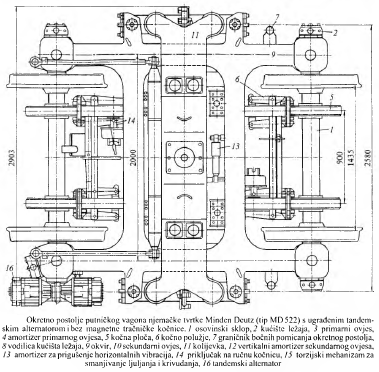 11
7
2
9
6
5
14
1
13
2903
2000
900
1435
2580
16
Okretno postolje putničkog vagona njemačke tvrtke Minden Deutz (tip MD 522) s ugrađenim tandem-
skim alternatorom i bez magnetne tračničke kočnice. 1 osovinski sklop, 2 kućište ležaja, 3 primarni ovjes,
4 amortizer primarnog ovjesa, 5 kočna ploča, 6 kočno polužje, 7 graničnik bočnih pomicanja okretnog postolja,
8 vodilica kućišta ležaja, 9 okvir, 10 sekundarni ovjes, 11 kolijevka, 12 vertikalni amortizer sekundarnog ovjesa,
13 amortizer za prigušenje horizontalnih vibracija, 14 priključak na ručnu kočnicu, 15 torzijski mehanizam za
smanjivanje ljuljanja i krivudanja, 16 tandemski alternator